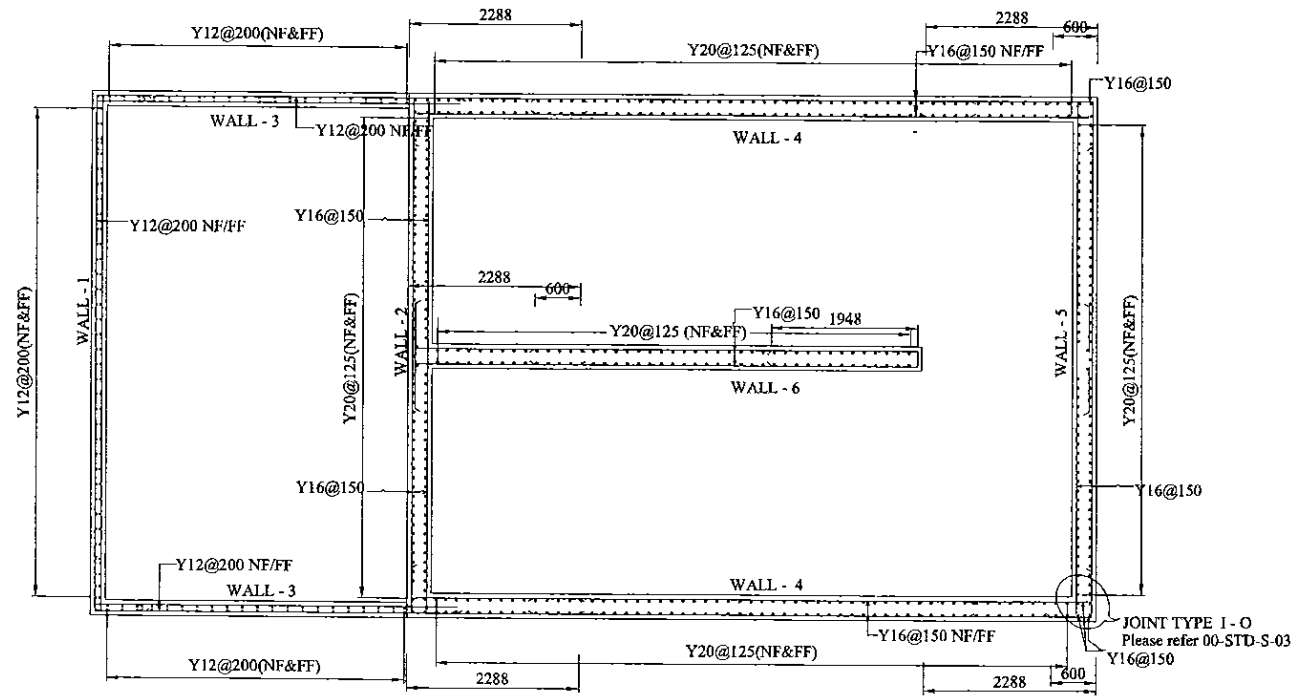 2288
2288
Y12@200(NF&FF)
600
Y20@125(NF&FF)
Y16@150 NF/FF
Y16@150
WALL - 3
Y12@200 NF/FF
WALL - 4
Y16@150
Y12@200 NF/FF
2288
600
WALL - 1
WALL - 2
WALL - 5
Y12@200(NF&FF)
Y20@125(NF&FF)
Y20@125(NF&FF)
Y16@150
1948
Y20@125 (NF&FF)
WALL - 6
Y16@150
Y16@150
Y12@200 NF/FF
WALL - 3
WALL - 4
JOINT TYPE I - O
Please refer 00-STD-S-03
Y16@150 NF/FF
Y16@150
Y12@200(NF&FF)
Y20@125(NF&FF)
600
2288
2288